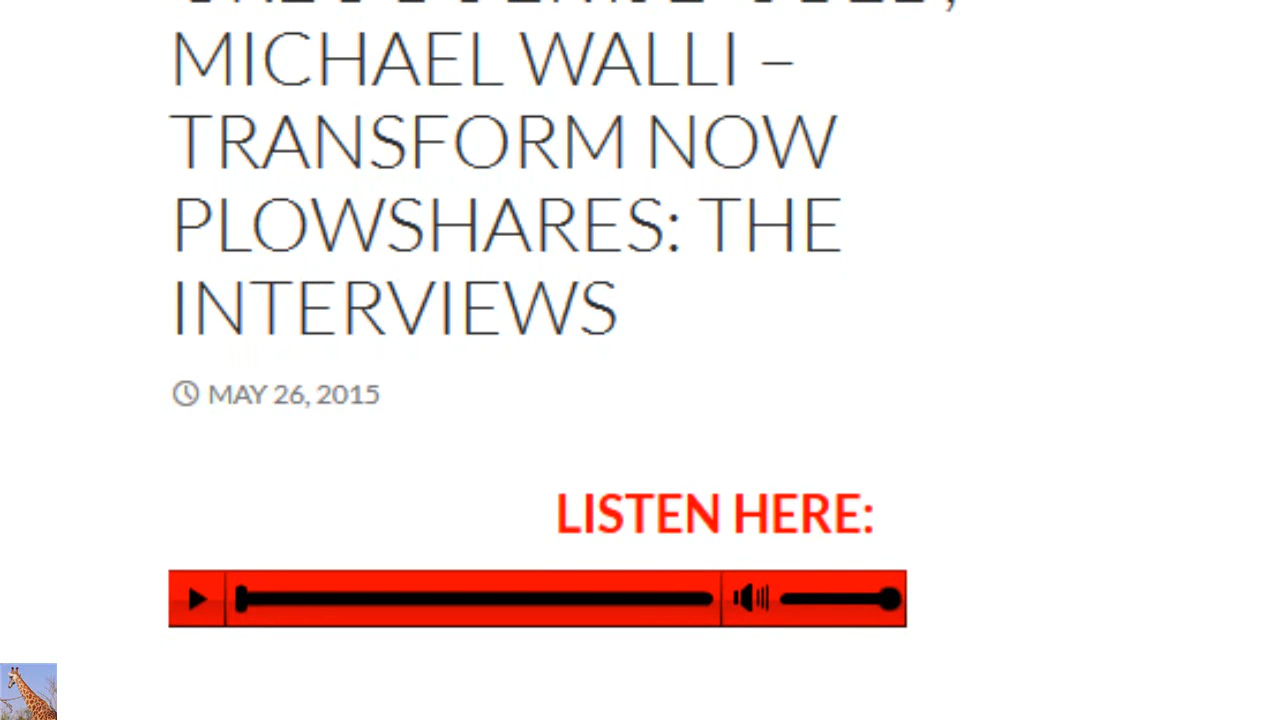 MICHAEL WALLI –
TRANSFORM NOW
PLOWSHARES: THE
INTERVIEWS
MAY 26, 2015
LISTEN HERE: